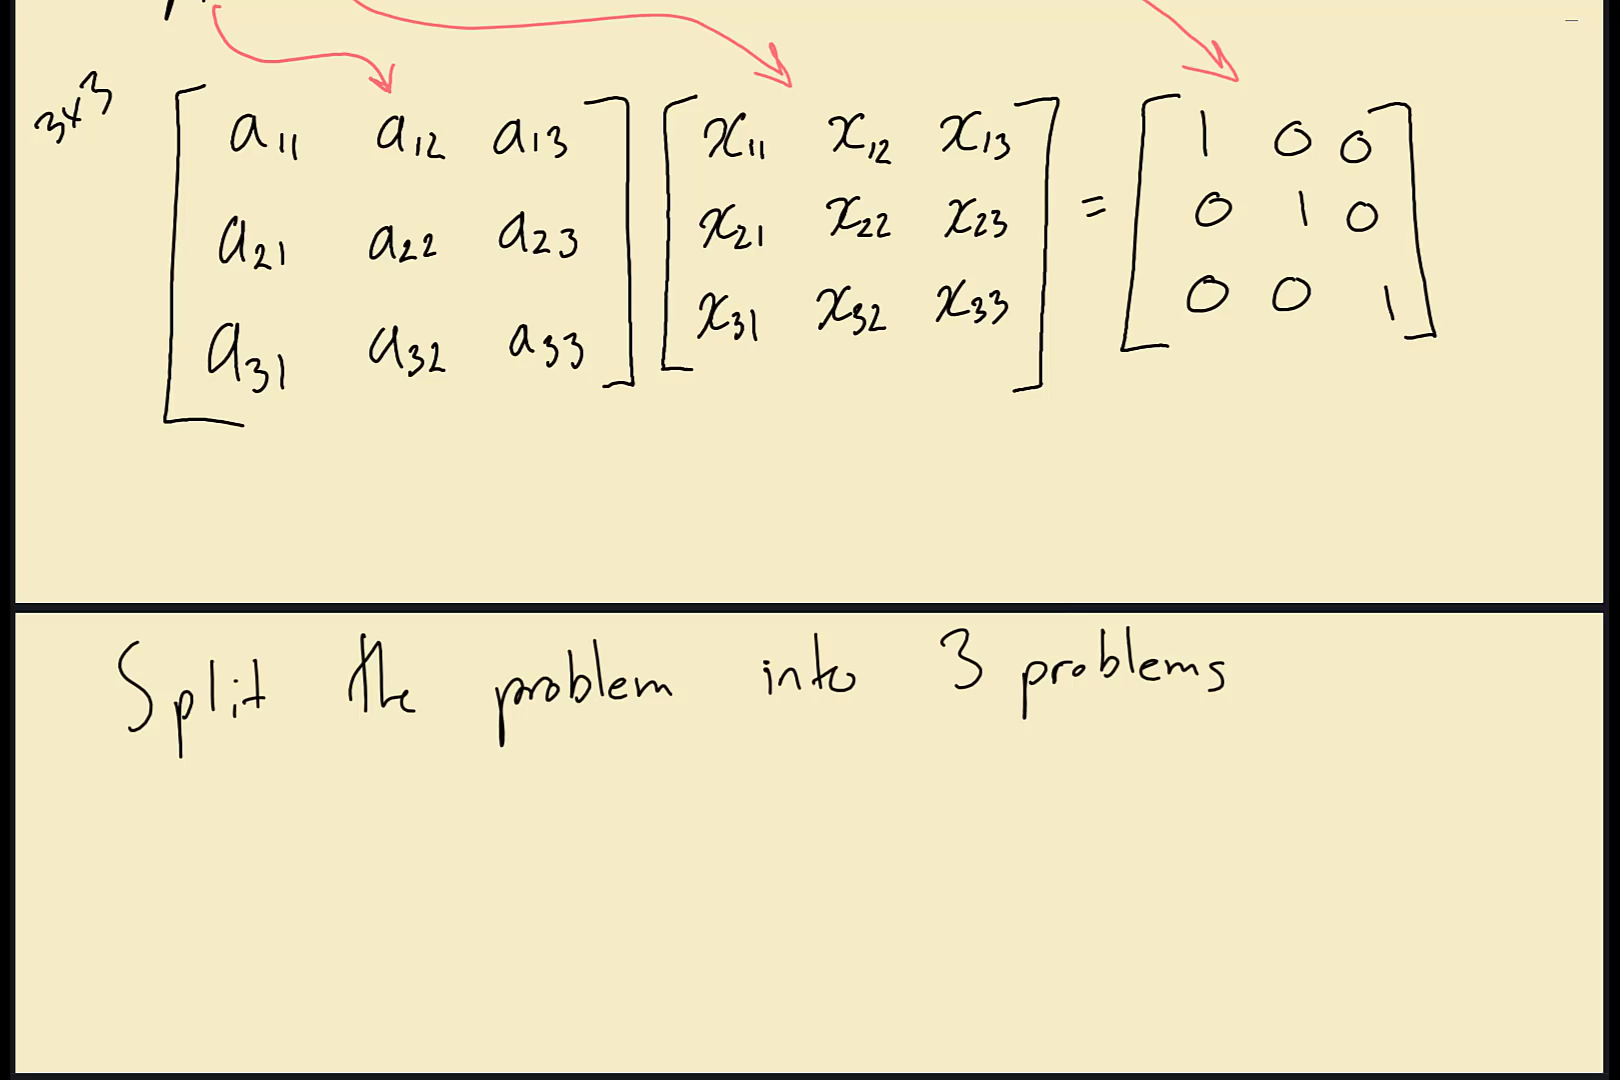 3x3
a11 a12 a13 x11 x12 x13 = 1 0 0
a21 a22 a23 x21 x22 x23 0 1 0
a31 a32 a33 x31 x32 x33 0 0 1
Split the problem into 3 problems